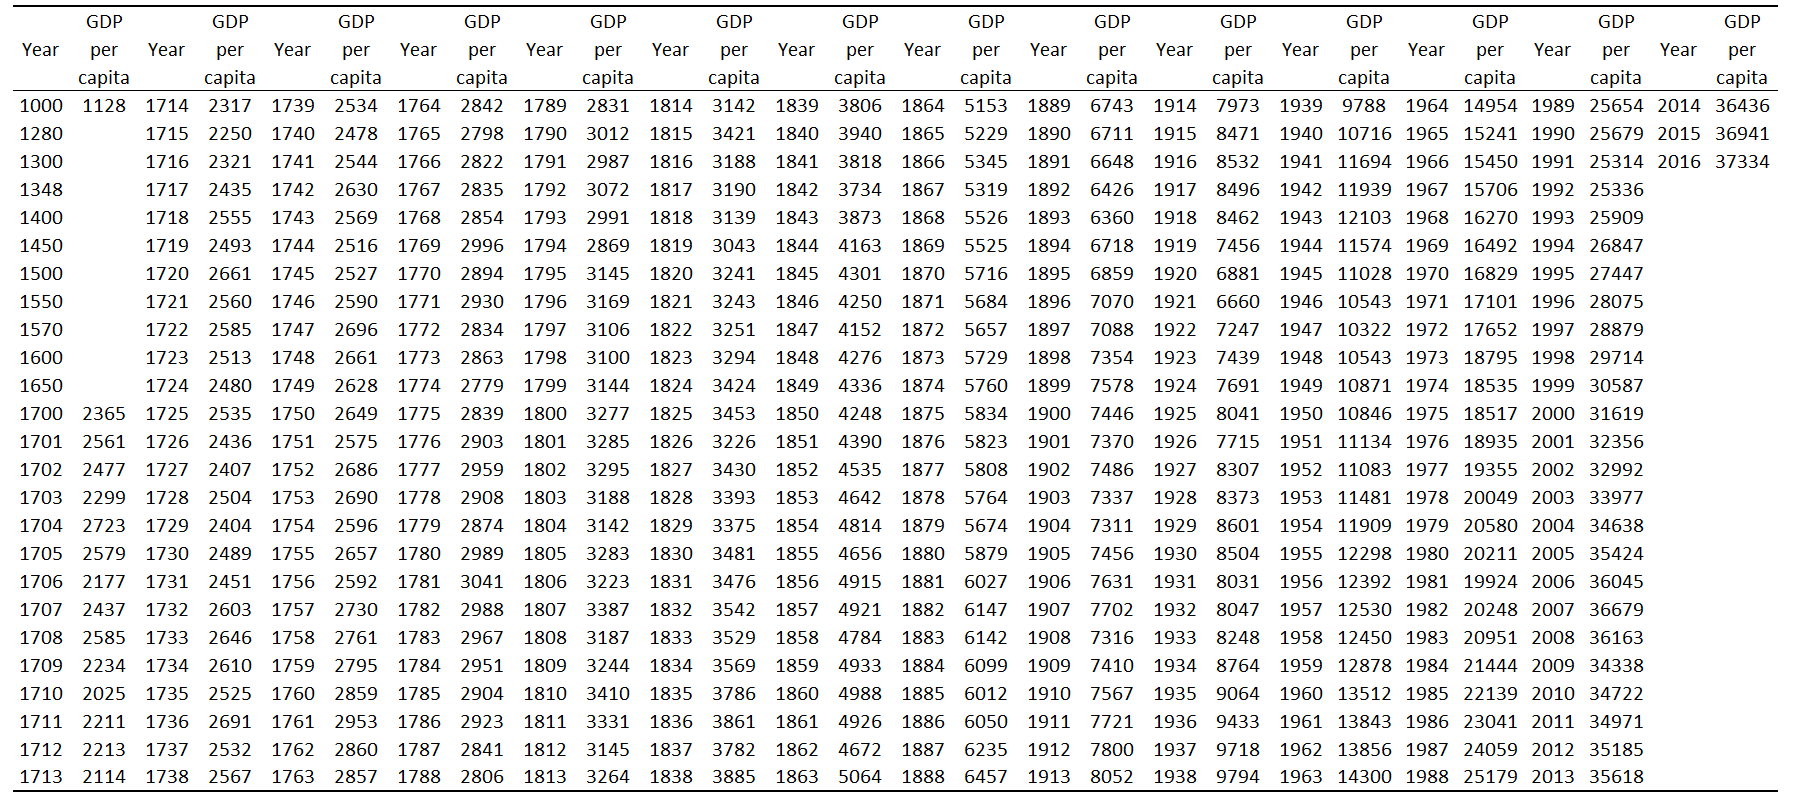 GDP GDP GDP GDP GDP GDP GDP GDP GDP GDP GDP GDP GDP GDP
Year per Year per Year per Year per Year per Year per Year per Year per Year per Year per Year per Year per Year per Year per
capita capita capita capita capita capita capita capita capita capita capita capita capita capita
1000 1128 1714 2317 1739 2534 1764 2842 1789 2831 1814 3142 1839 3806 1864 5153 1889 6743 1914 7973 1939 9788 1964 14954 1989 25654 2014 36436
1280 1715 2250 1740 2478 1765 2798 1790 3012 1815 3421 1840 3940 1865 5229 1890 6711 1915 8471 1940 10716 1965 15241 1990 25679 2015 36941
1300 1716 2321 1741 2544 1766 2822 1791 2987 1816 3188 1841 3818 1866 5345 1891 6648 1916 8532 1941 11694 1966 15450 1991 25314 2016 37334
1348 1717 2435 1742 2630 1767 2835 1792 3072 1817 3190 1842 3734 1867 5319 1892 6426 1917 8496 1942 11939 1967 15706 1992 25336
1400 1718 2555 1743 2569 1768 2854 1793 2991 1818 3139 1843 3873 1868 5526 1893 6360 1918 8462 1943 12103 1968 16270 1993 25909
1450 1719 2493 1744 2516 1769 2996 1794 2869 1819 3043 1844 4163 1869 5525 1894 6718 1919 7456 1944 11574 1969 16492 1994 26847
1500 1720 2661 1745 2527 1770 2894 1795 3145 1820 3241 1845 4301 1870 5716 1895 6859 1920 6881 1945 11028 1970 16829 1995 27447
1550 1721 2560 1746 2590 1771 2930 1796 3169 1821 3243 1846 4250 1871 5684 1896 7070 1921 6660 1946 10543 1971 17101 1996 28075
1570 1722 2585 1747 2696 1772 2834 1797 3106 1822 3251 1847 4152 1872 5657 1897 7088 1922 7247 1947 10322 1972 17652 1997 28879
1600 1723 2513 1748 2661 1773 2863 1798 3100 1823 3294 1848 4276 1873 5729 1898 7354 1923 7439 1948 10543 1973 18795 1998 29714
1650 1724 2480 1749 2628 1774 2779 1799 3144 1824 3424 1849 4336 1874 5760 1899 7578 1924 7691 1949 10871 1974 18535 1999 30587
1700 2365 1725 2535 1750 2649 1775 2839 1800 3277 1825 3453 1850 4248 1875 5834 1900 7446 1925 8041 1950 10846 1975 18517 2000 31619
1701 2561 1726 2436 1751 2575 1776 2903 1801 3285 1826 3226 1851 4390 1876 5823 1901 7370 1926 7715 1951 11134 1976 18935 2001 32356
1702 2477 1727 2407 1752 2686 1777 2959 1802 3295 1827 3430 1852 4535 1877 5808 1902 7486 1927 8307 1952 11083 1977 19355 2002 32992
1703 2299 1728 2504 1753 2690 1778 2908 1803 3188 1828 3393 1853 4642 1878 5764 1903 7337 1928 8373 1953 11481 1978 20049 2003 33977
1704 2723 1729 2404 1754 2596 1779 2874 1804 3142 1829 3375 1854 4814 1879 5674 1904 7311 1929 8601 1954 11909 1979 20580 2004 34638
1705 2579 1730 2489 1755 2657 1780 2989 1805 3283 1830 3481 1855 4656 1880 5879 1905 7456 1930 8504 1955 12298 1980 20211 2005 35424
1706 2177 1731 2451 1756 2592 1781 3041 1806 3223 1831 3476 1856 4915 1881 6027 1906 7631 1931 8031 1956 12392 1981 19924 2006 36045
1707 2437 1732 2603 1757 2730 1782 2988 1807 3387 1832 3542 1857 4921 1882 6147 1907 7702 1932 8047 1957 12530 1982 20248 2007 36679
1708 2585 1733 2646 1758 2761 1783 2967 1808 3187 1833 3529 1858 4784 1883 6142 1908 7316 1933 8248 1958 12450 1983 20951 2008 36163
1709 2234 1734 2610 1759 2795 1784 2951 1809 3244 1834 3569 1859 4933 1884 6099 1909 7410 1934 8764 1959 12878 1984 21444 2009 34338
1710 2025 1735 2525 1760 2859 1785 2904 1810 3410 1835 3786 1860 4988 1885 6012 1910 7567 1935 9064 1960 13512 1985 22139 2010 34722
1711 2211 1736 2691 1761 2953 1786 2923 1811 3331 1836 3861 1861 4926 1886 6050 1911 7721 1936 9433 1961 13843 1986 23041 2011 34971
1712 2213 1737 2532 1762 2860 1787 2841 1812 3145 1837 3782 1862 4672 1887 6235 1912 7800 1937 9718 1962 13856 1987 24059 2012 35185
1713 2114 1738 2567 1763 2857 1788 2806 1813 3264 1838 3885 1863 5064 1888 6457 1913 8052 1938 9794 1963 14300 1988 25179 2013 35618